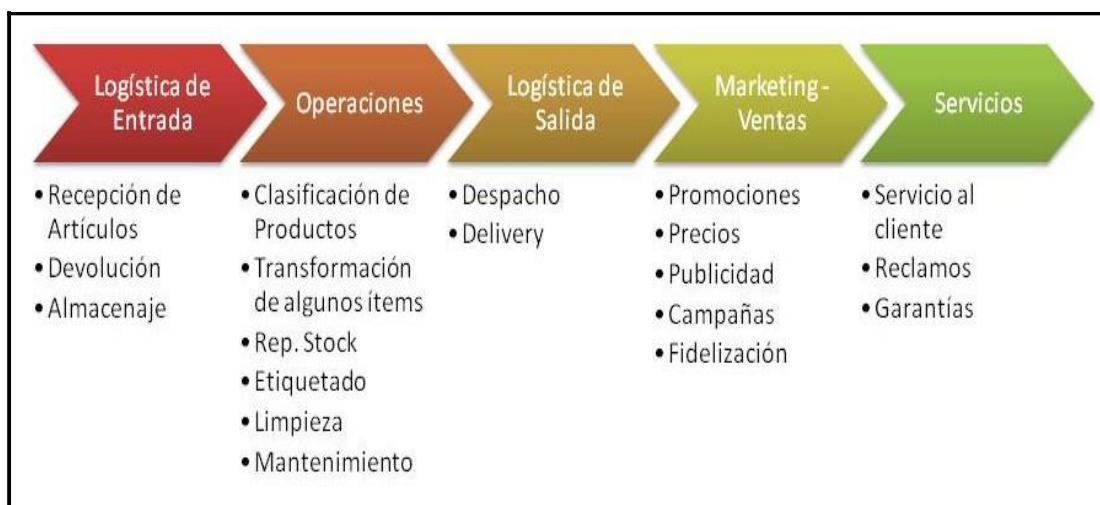 Logística de
Entrada
Operaciones
Logística de
Salida
Marketing -
Ventas
Servicios
• Recepción de
Artículos
• Devolución
• Almacenaje
• Clasificación de
Productos
• Transformación
de algunos ítems
• Rep. Stock
• Etiquetado
• Limpieza
• Mantenimiento
• Despacho
• Delivery
• Promociones
• Precios
• Publicidad
• Campañas
• Fidelización
• Servicio al
cliente
• Reclamos
• Garantías